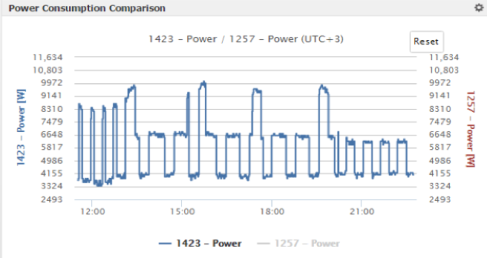 Power Consumption Comparison
1423 - Power / 1257 - Power (UTC+3)
Reset
11,634 11,634
10,803 10,803
9972 9972
9141 9141
8310 8310
7479 7479
6648 6648
5817 5817
4986 4986
4155 4155
3324 3324
2493 2493
1423 - Power [W]
1257 - Power [W]
12:00 15:00 18:00 21:00
1423 - Power 1257 - Power